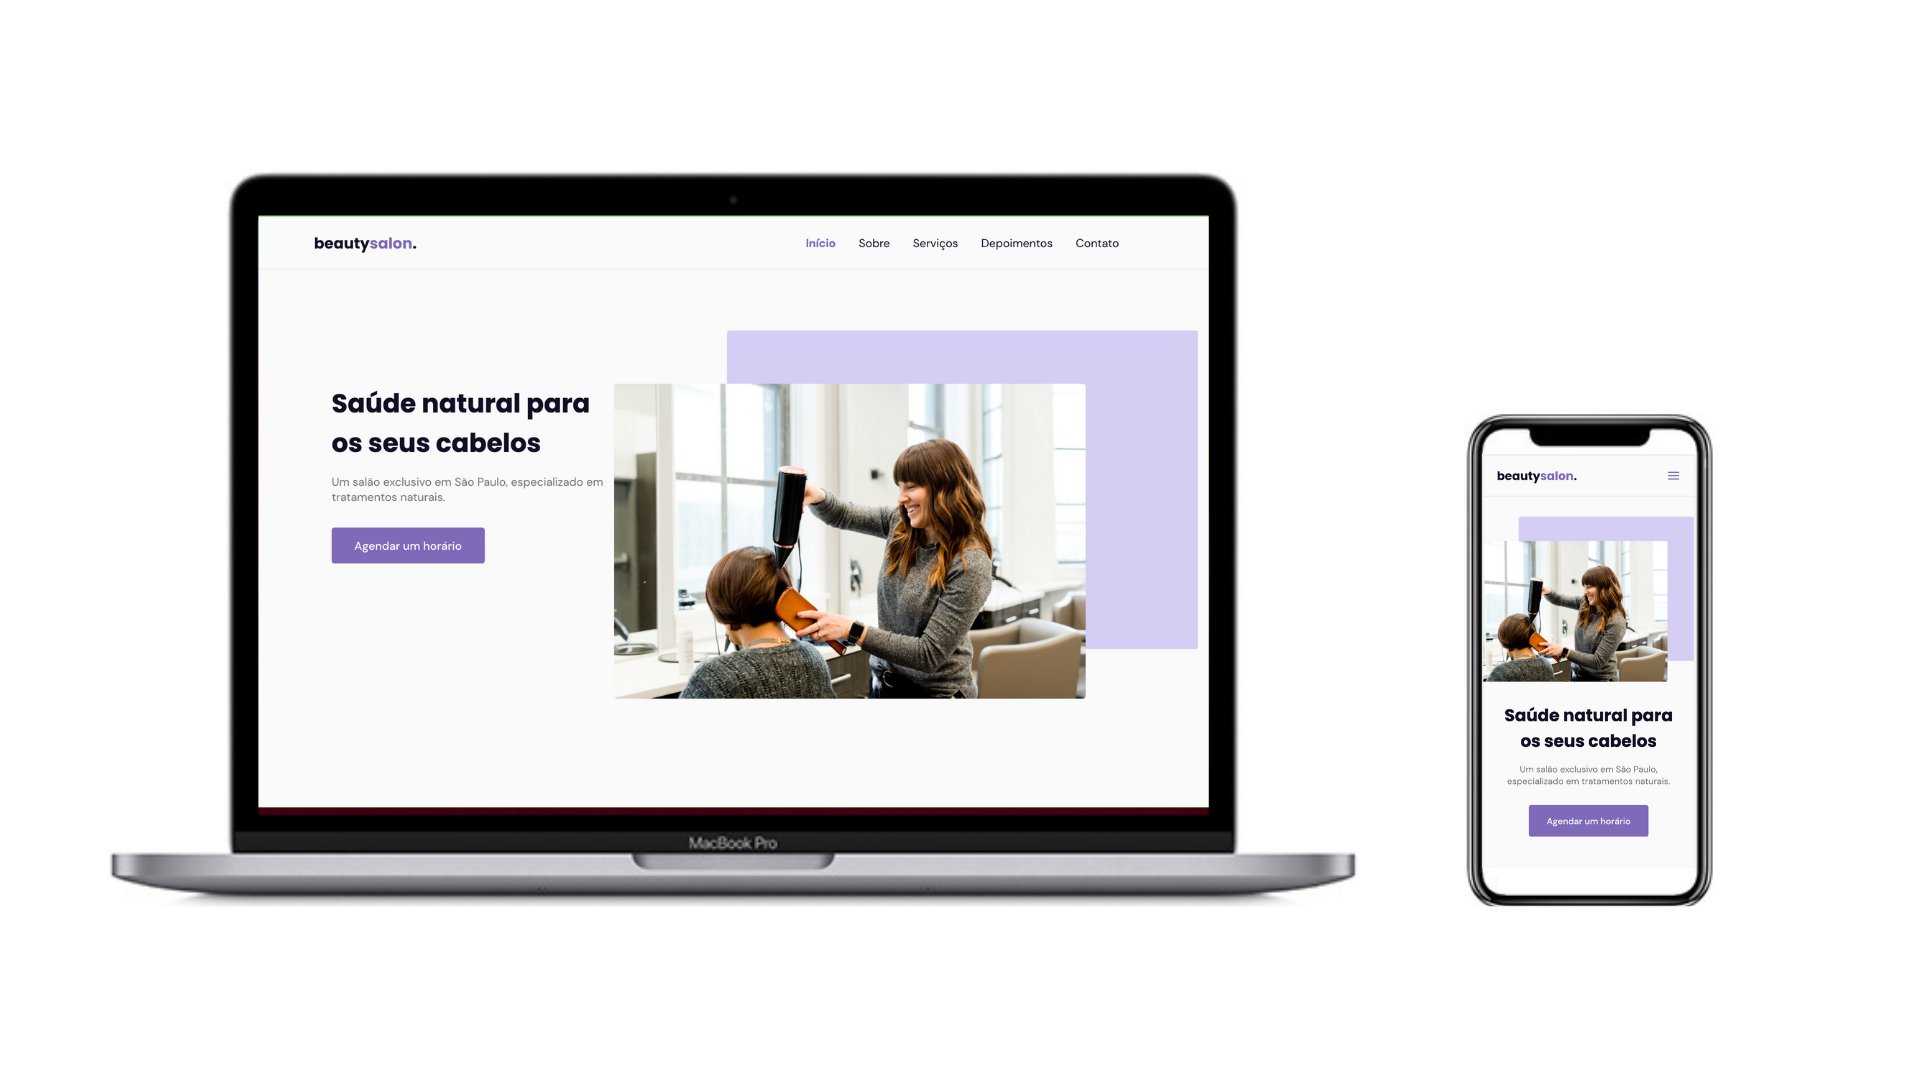 beautysalon.
Início Sobre Serviços Depoimentos Contato
Saúde natural para
os seus cabelos
Um salão exclusivo em São Paulo, especializado em
tratamentos naturais.
Agendar um horário
MacBook Pro
beautysalon.
Saúde natural para
os seus cabelos
Um salão exclusivo em São Paulo,
especializado em tratamentos naturais.
Agendar um horário